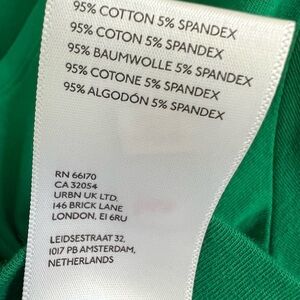 95% COTTON 5% SPANDEX
95% COTON 5% SPANDEX
95% BAUMWOLLE 5% SPANDEX
95% COTONE 5% SPANDEX
95% ALGODÓN 5% SPANDEX
RN 66170
CA 32054
URBN UK LTD.
146 BRICK LANE
LONDON, E1 6RU
LEIDSESTRAAT 32,
1017 PB AMSTERDAM,
NETHERLANDS